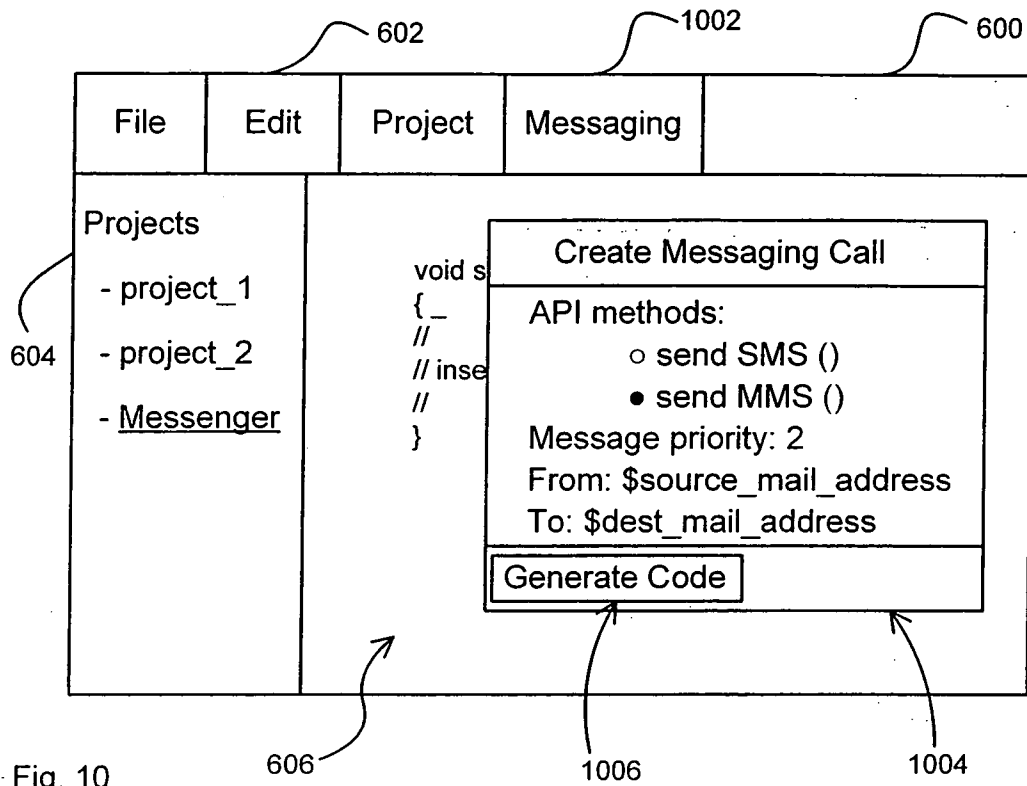 602
1002
600
File Edit Project Messaging
Projects
- project_1
- project_2
- Messenger
604
void s
{ _
//
// inse
//
}
Create Messaging Call
API methods:
○ send SMS ()
● send MMS ()
Message priority: 2
From: $source_mail_address
To: $dest_mail_address
Generate Code
606
1006
1004
Fig. 10